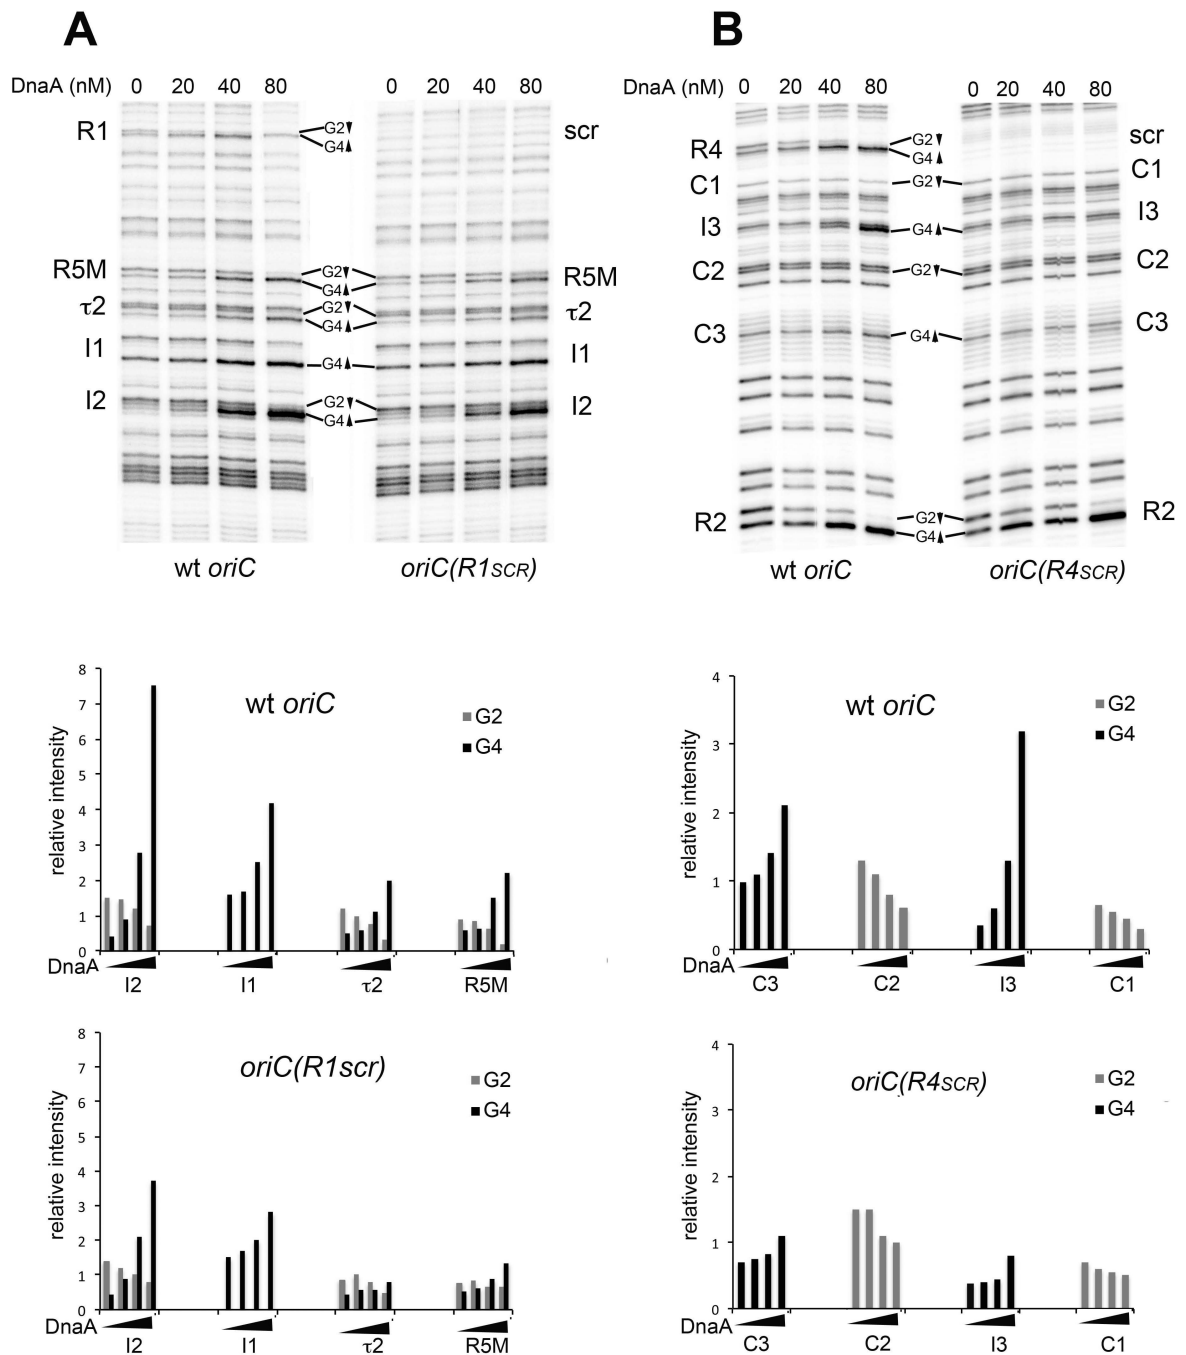 A
B
DnaA (nM) 0 20 40 80 0 20 40 80
DnaA (nM) 0 20 40 80 0 20 40 80
R1 G2 scr
G4
R5M G2 R5M
G4
τ2 G2 τ2
G4
I1 G4 I1
I2 G2 I2
G4
wt oriC oriC(R1SCR)
scr
R4 G2
G4
C1 G2 C1
I3 G4 I3
C2 G2 C2
C3 G4 C3
R2 G2 R2
G4
wt oriC oriC(R4SCR)
wt oriC
relative intensity
8
7
6
5
4
3
2
1
0
G2
G4
DnaA
I2 I1 τ2 R5M
wt oriC
relative intensity
4
3
2
1
0
G2
G4
DnaA
C3 C2 I3 C1
oriC(R1scr)
relative intensity
8
7
6
5
4
3
2
1
0
G2
G4
DnaA
I2 I1 τ2 R5M
oriC(R4SCR)
relative intensity
4
3
2
1
0
G2
G4
DnaA
C3 C2 I3 C1